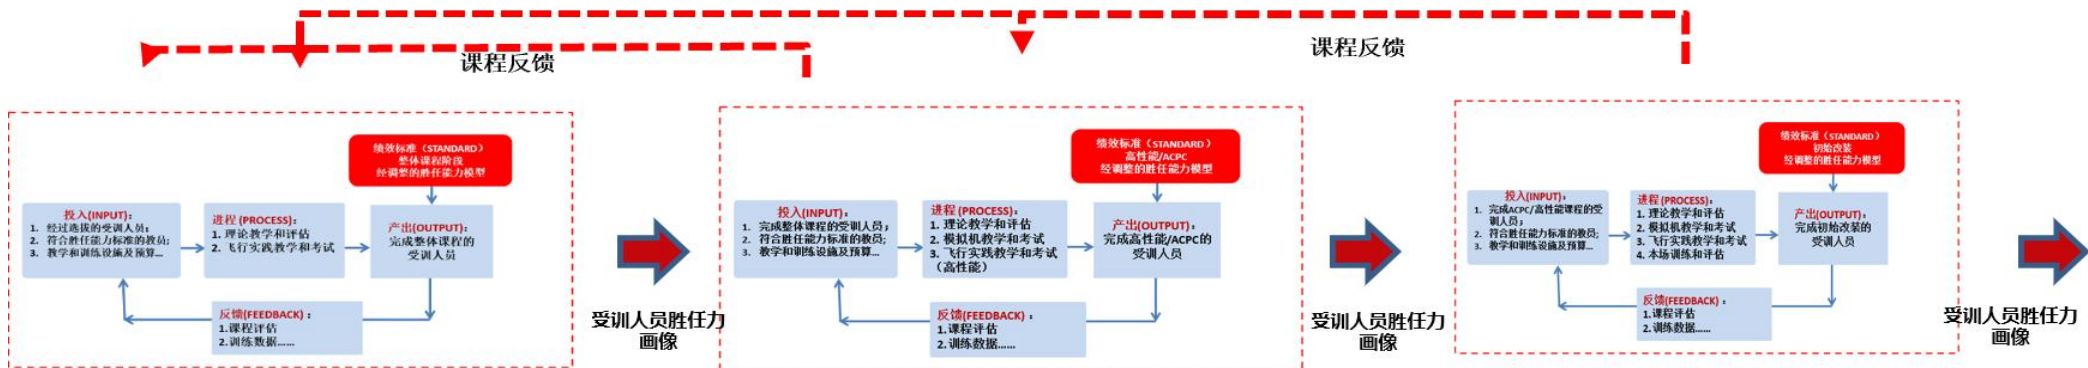 课程反馈
课程反馈
绩效标准（STANDARD）
整体课程阶段
经调整的胜任能力模型
投入(INPUT)：
1. 经过选拔的受训人员；
2. 符合胜任能力标准的教员;
3. 教学和训练设施及预算...
进程 (PROCESS)：
1. 理论教学和评估
2. 飞行实践教学和考试
产出(OUTPUT)：
完成整体课程的
受训人员
反馈(FEEDBACK)：
1.课程评估
2.训练数据……
受训人员胜任力
画像
绩效标准（STANDARD）
高性能/ACPC
经调整的胜任能力模型
投入(INPUT)：
1. 完成整体课程的受训人员；
2. 符合胜任能力标准的教员;
3. 教学和训练设施及预算...
进程 (PROCESS)：
1. 理论教学和评估
2. 模拟机教学和考试
3. 飞行实践教学和考试
（高性能）
产出(OUTPUT)：
完成高性能/ACPC的
受训人员
反馈(FEEDBACK)：
1.课程评估
2.训练数据……
受训人员胜任力
画像
绩效标准（STANDARD）
初始改装
经调整的胜任能力模型
投入(INPUT)：
1. 完成ACPC/高性能课程的受
训人员；
2. 符合胜任能力标准的教员;
3. 教学和训练设施及预算...
进程 (PROCESS)：
1. 理论教学和评估
2. 模拟机教学和考试
3. 飞行实践教学和考试
4. 本场训练和评估
产出(OUTPUT)：
完成初始改装的
受训人员
反馈(FEEDBACK)：
1.课程评估
2.训练数据……
受训人员胜任力
画像